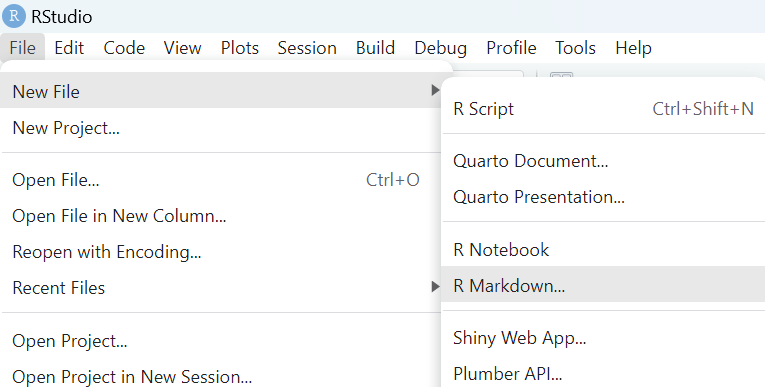 R RStudio
File Edit Code View Plots Session Build Debug Profile Tools Help
New File
New Project...
Open File... Ctrl+O
Open File in New Column...
Reopen with Encoding...
Recent Files
Open Project...
Open Project in New Session...
R Script Ctrl+Shift+N
Quarto Document...
Quarto Presentation...
R Notebook
R Markdown...
Shiny Web App...
Plumber API...